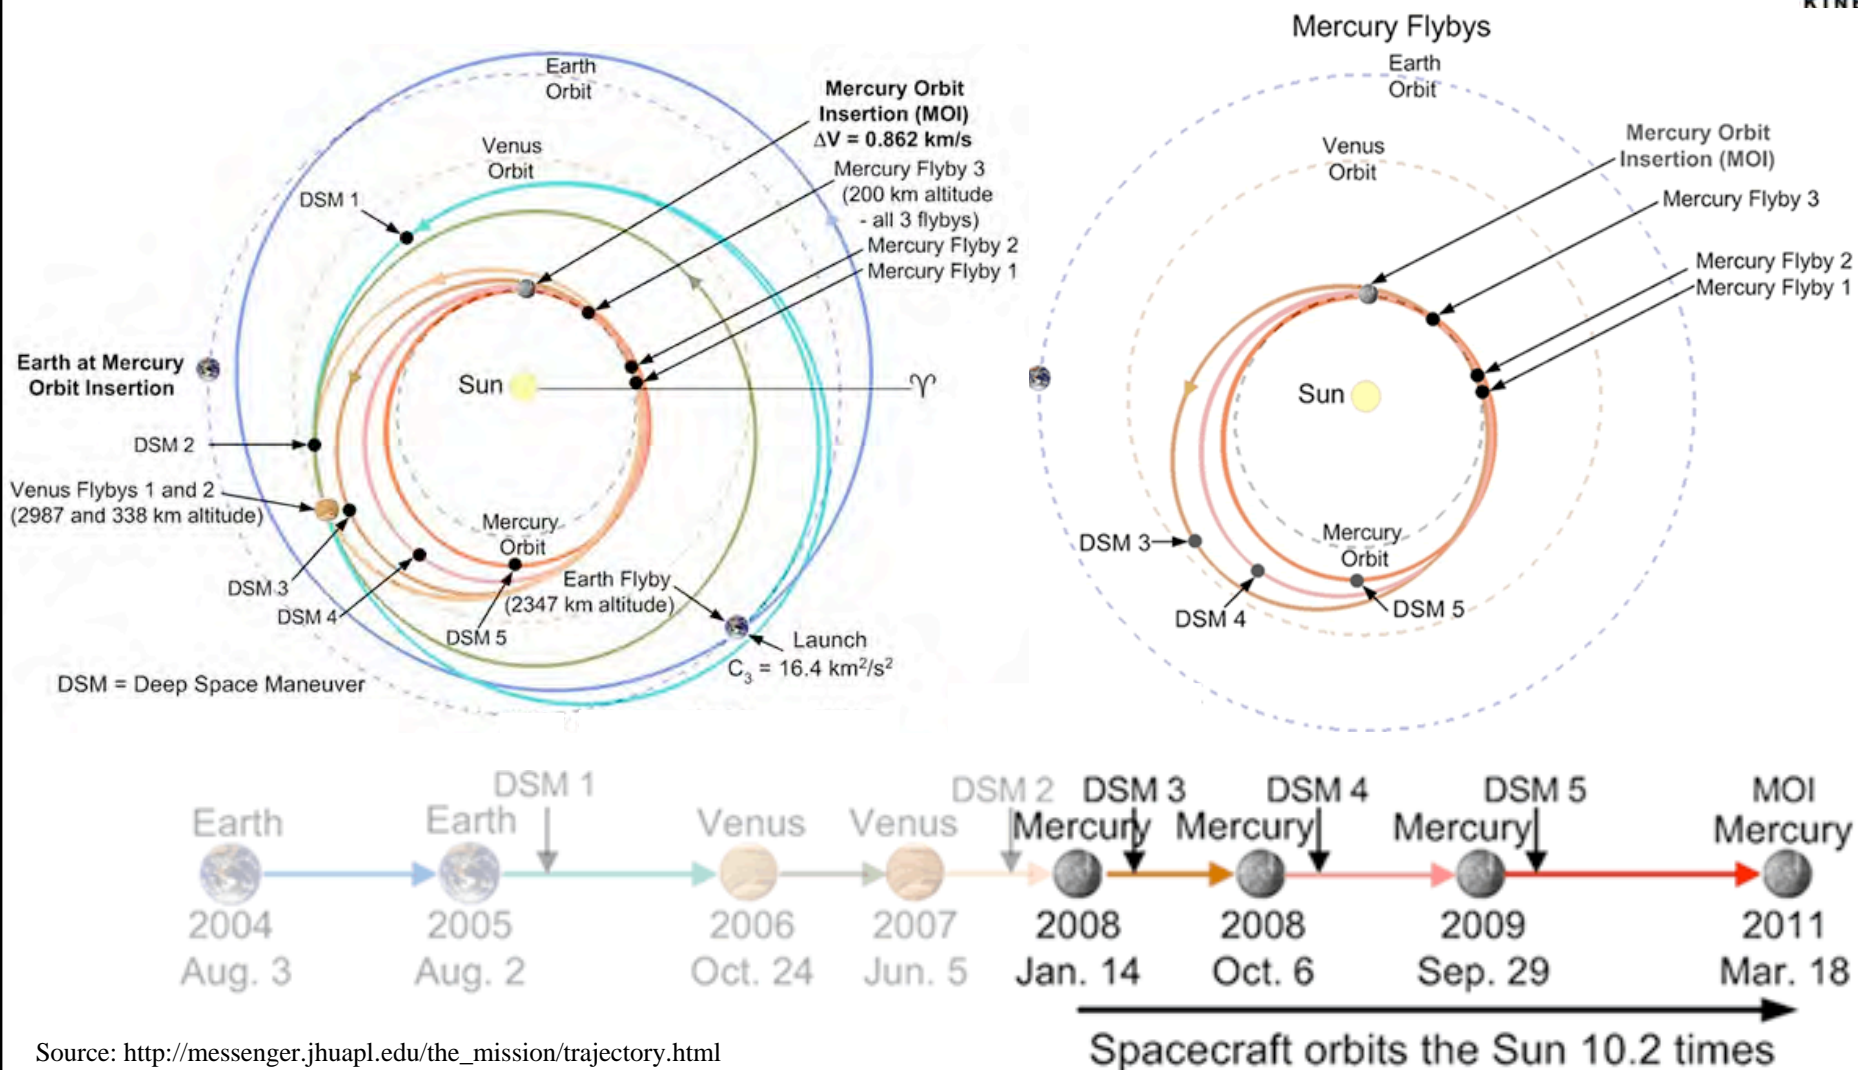 Earth
Orbit
Venus
Orbit
DSM 1
Mercury Orbit
Insertion (MOI)
ΔV = 0.862 km/s
Mercury Flyby 3
(200 km altitude
- all 3 flybys)
Mercury Flyby 2
Mercury Flyby 1
Earth at Mercury
Orbit Insertion
Sun
♈
DSM 2
Venus Flybys 1 and 2
(2987 and 338 km altitude)
Mercury
Orbit
DSM 3
DSM 4
DSM 5
Earth Flyby
(2347 km altitude)
Launch
C₃ = 16.4 km²/s²
DSM = Deep Space Maneuver
Mercury Flybys
Earth
Orbit
Venus
Orbit
Mercury Orbit
Insertion (MOI)
Mercury Flyby 3
Mercury Flyby 2
Mercury Flyby 1
Sun
Mercury
Orbit
DSM 3
DSM 4
DSM 5
DSM 1
DSM 2
DSM 3
DSM 4
DSM 5
MOI
Earth
Earth
Venus
Venus
Mercury
Mercury
Mercury
Mercury
2004
2005
2006
2007
2008
2008
2009
2011
Aug. 3
Aug. 2
Oct. 24
Jun. 5
Jan. 14
Oct. 6
Sep. 29
Mar. 18
Spacecraft orbits the Sun 10.2 times
Source: http://messenger.jhuapl.edu/the_mission/trajectory.html